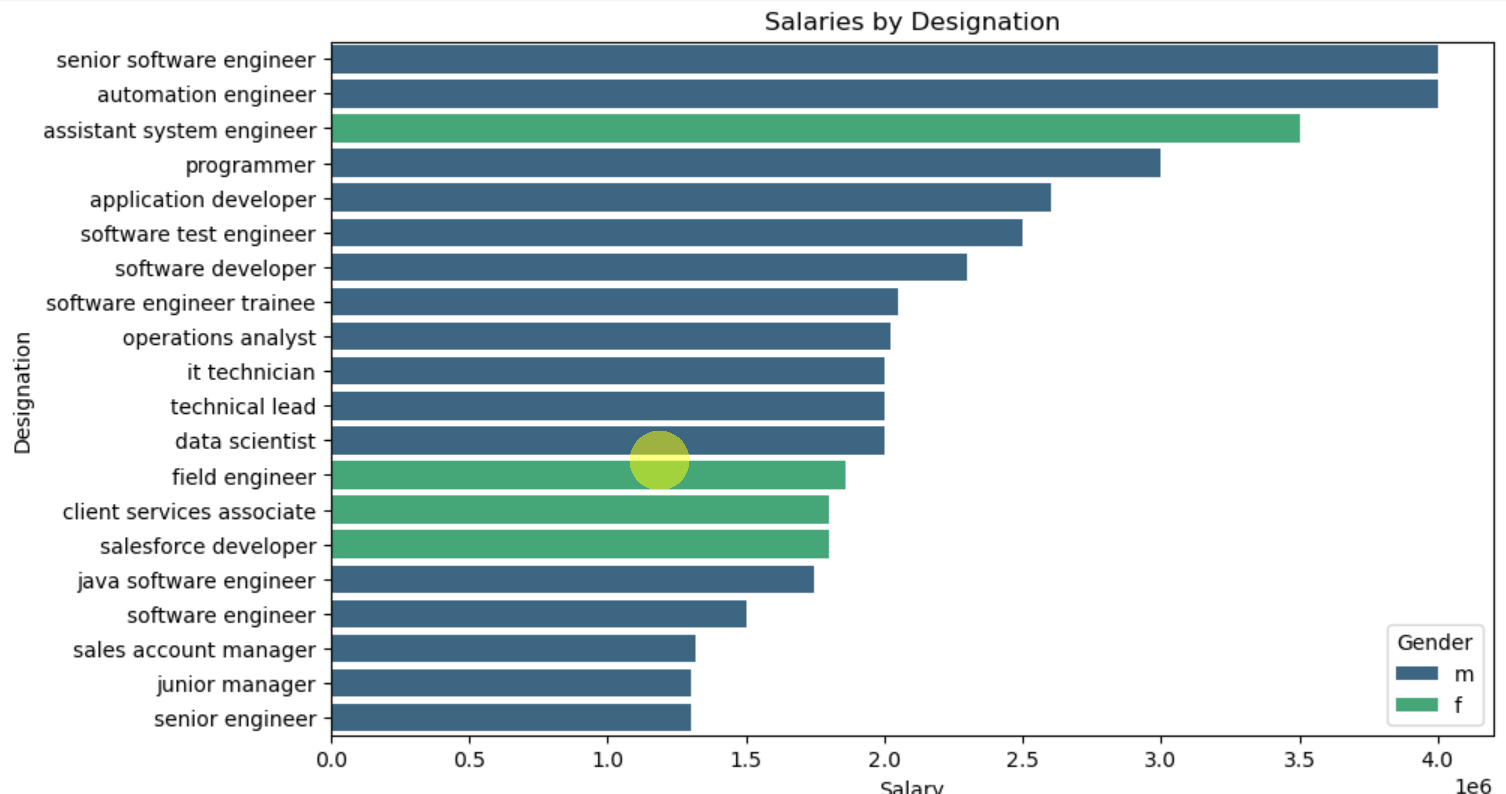 Salaries by Designation
senior software engineer
automation engineer
assistant system engineer
programmer
application developer
software test engineer
software developer
software engineer trainee
operations analyst
it technician
technical lead
data scientist
field engineer
client services associate
salesforce developer
java software engineer
software engineer
sales account manager
junior manager
senior engineer
Designation
Gender
m
f
0.0 0.5 1.0 1.5 2.0 2.5 3.0 3.5 4.0
Salary
1e6